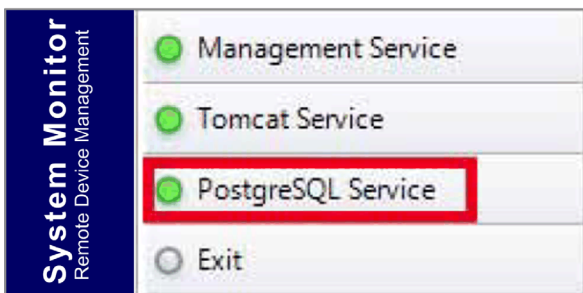 System Monitor
Remote Device Management
Management Service
Tomcat Service
PostgreSQL Service
Exit